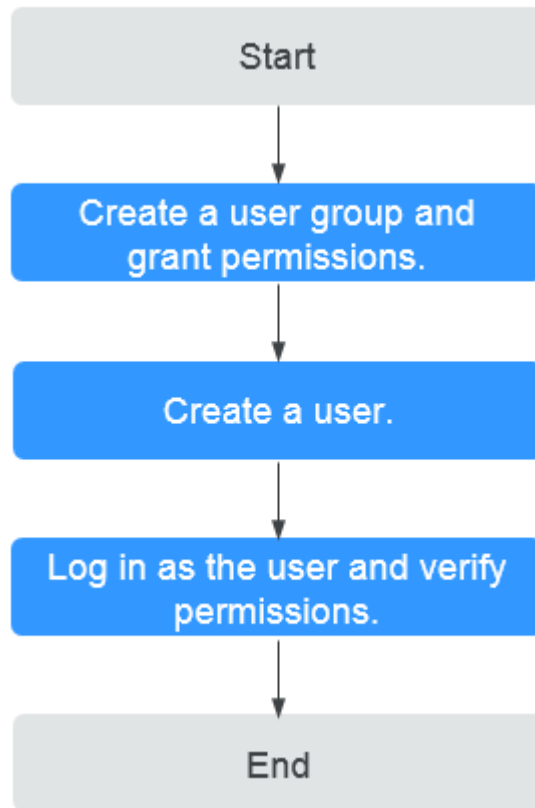 Start
Create a user group and
grant permissions.
Create a user.
Log in as the user and verify
permissions.
End